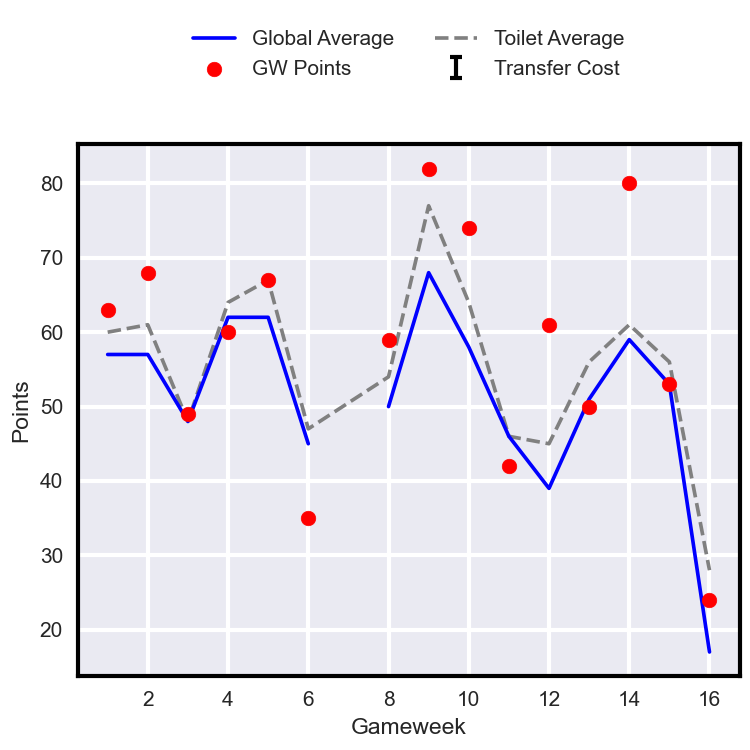 Global Average
Toilet Average
GW Points
Transfer Cost
80
70
60
50
40
30
20
Points
2 4 6 8 10 12 14 16
Gameweek